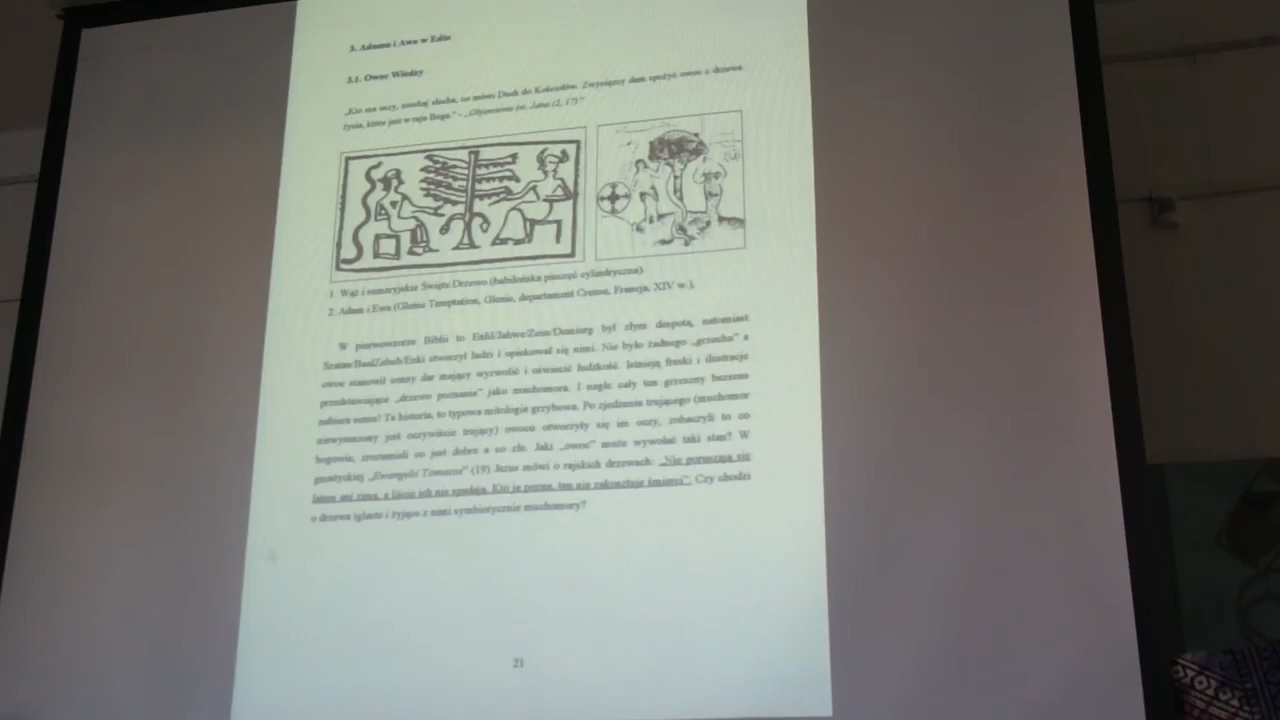 3. Adamu i Awa w Edin
3.1. Owoc Wiedzy
„Kto ma uszy, niechaj słucha, co mówi Duch do Kościołów. Zwycięzcy dam spożyć owoc z drzewa
życia, które jest w raju Boga." - „Objawienie św. Jana (2, 17)"
1. Wąż i sumeryjskie Święte Drzewo (babilońska pieczęć cylindryczna).
2. Adam i Ewa (Glenic Temptation, Glenic, departament Creuse, Francja, XIV w.).
W pierwowzorze Biblii to Enlil/Jahwe/Zeus/Demiurg był złym despotą, natomiast
Szatan/BaalZebub/Enki stworzył ludzi i opiekował się nimi. Nie było żadnego „grzechu" a
owoc stanowił cenny dar mający wyzwolić i oświecić ludzkość. Istnieją freski i ilustracje
przedstawiające „drzewo poznania" jako muchomora. I nagle cały ten grzeszny bezsens
nabiera sensu! Ta historia, to typowa mitologia grzybowa. Po zjedzeniu trującego (muchomor
niewysuszony jest oczywiście trujący) owocu otworzyły się im oczy, zobaczyli to co
bogowie, zrozumieli co jest dobre a co złe. Jaki „owoc" może wywołać taki stan? W
gnostyckiej „Ewangelii Tomasza" (19) Jezus mówi o rajskich drzewach: „Nie poruszają się
latem ani zimą, a liście ich nie spadają. Kto je pozna, ten nie zakosztuje śmierci". Czy chodzi
o drzewa iglaste i żyjące z nimi symbiotycznie muchomory?
21